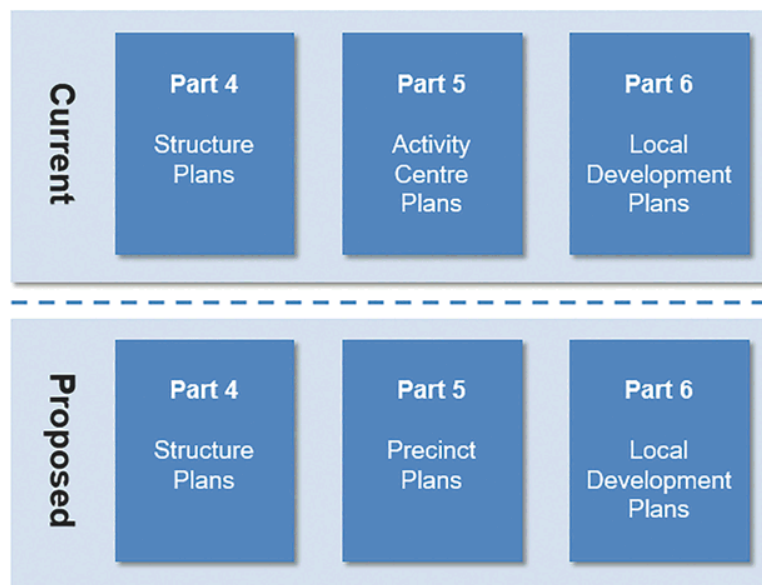 Current
Part 4
Structure
Plans
Part 5
Activity
Centre
Plans
Part 6
Local
Development
Plans
Proposed
Part 4
Structure
Plans
Part 5
Precinct
Plans
Part 6
Local
Development
Plans